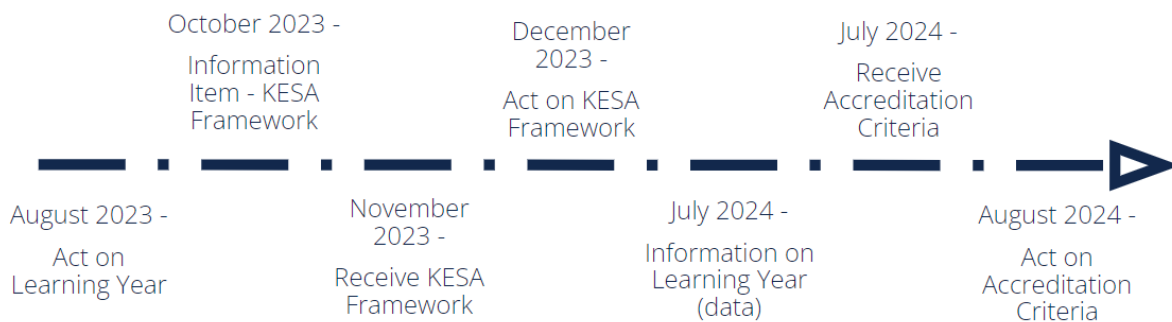 August 2023 -
Act on
Learning Year
October 2023 -
Information
Item - KESA
Framework
November
2023 -
Receive KESA
Framework
December
2023 -
Act on KESA
Framework
July 2024 -
Information on
Learning Year
(data)
July 2024 -
Receive
Accreditation
Criteria
August 2024 -
Act on
Accreditation
Criteria